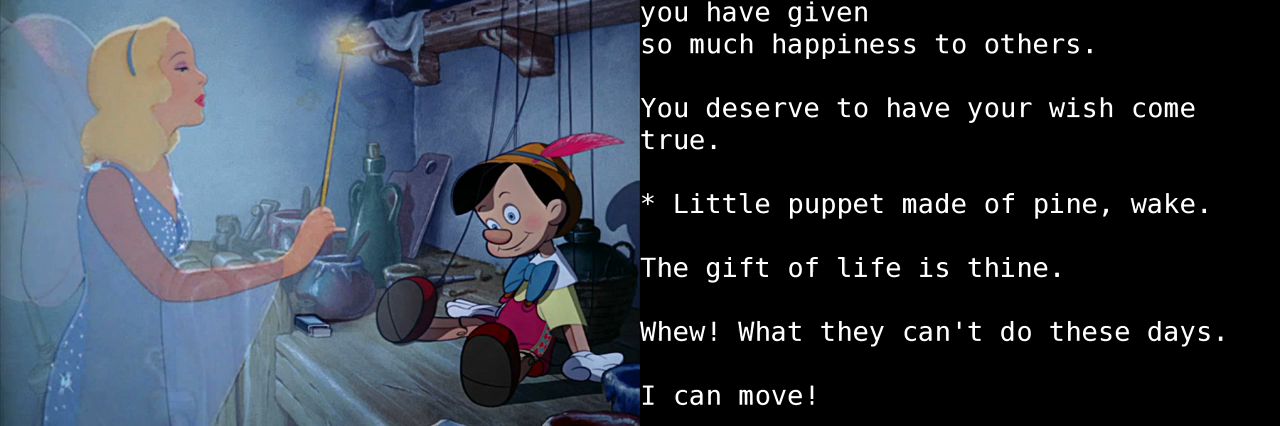 you have given
so much happiness to others.
You deserve to have your wish come
true.
* Little puppet made of pine, wake.
The gift of life is thine.
Whew! What they can't do these days.
I can move!